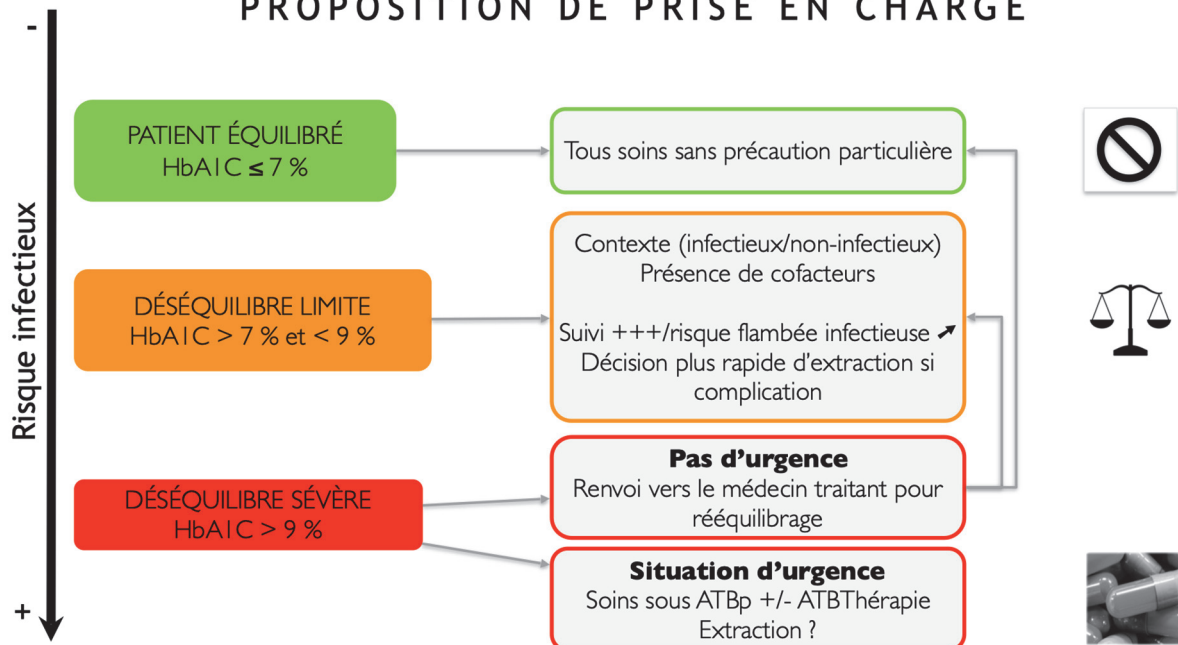 PROPOSITION DE PRISE EN CHARGE
-
Risque infectieux
+
PATIENT ÉQUILIBRÉ
HbA1C ≤ 7 %
Tous soins sans précaution particulière
DÉSÉQUILIBRE LIMITE
HbA1C > 7 % et < 9 %
Contexte (infectieux/non-infectieux)
Présence de cofacteurs
Suivi +++/risque flambée infectieuse ➚
Décision plus rapide d'extraction si
complication
DÉSÉQUILIBRE SÉVÈRE
HbA1C > 9 %
Pas d'urgence
Renvoi vers le médecin traitant pour
rééquilibrage
Situation d'urgence
Soins sous ATBp +/- ATBThérapie
Extraction ?